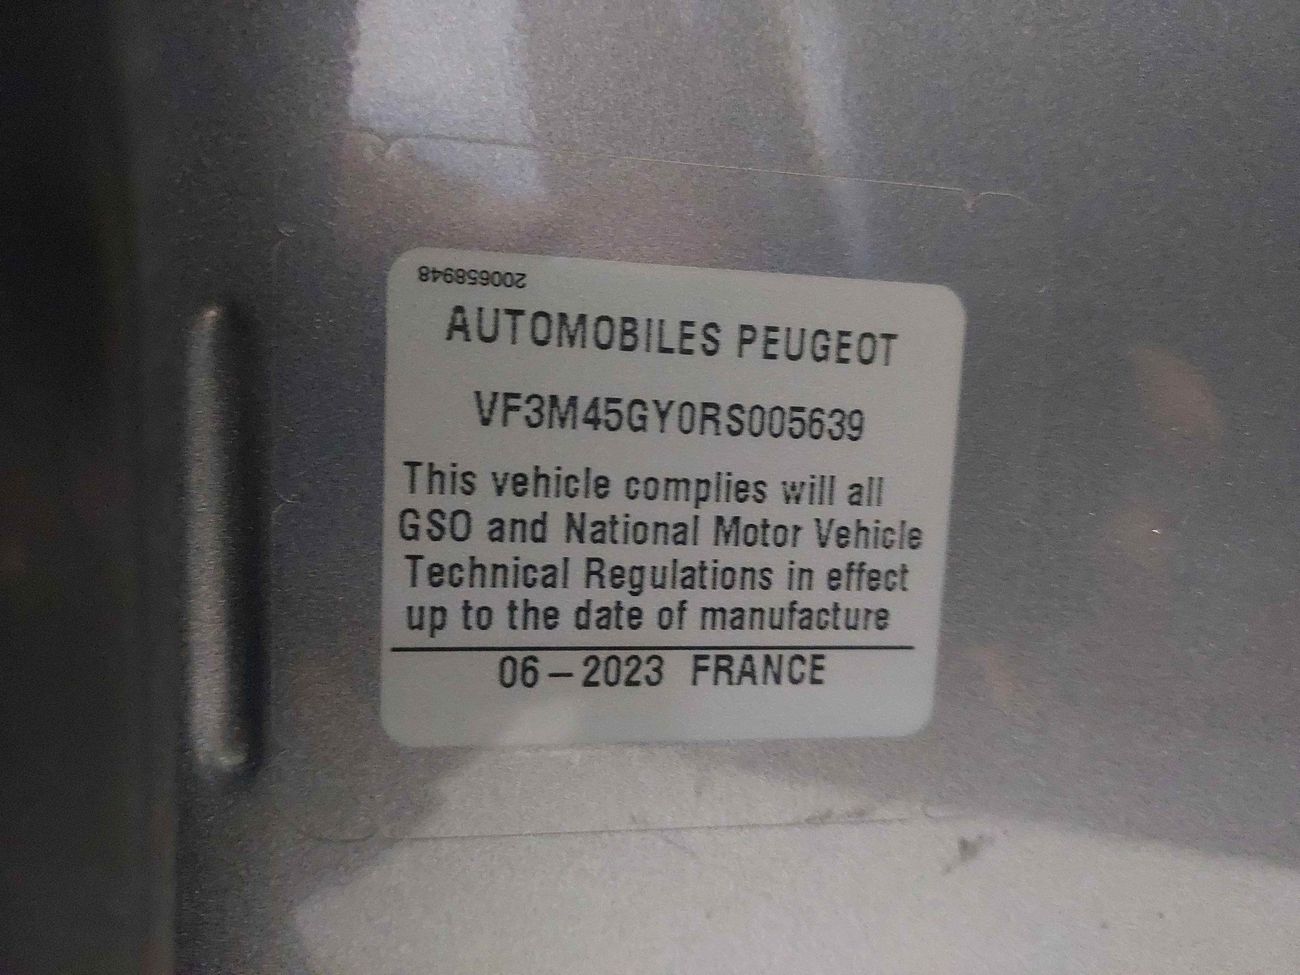 200658948
AUTOMOBILES PEUGEOT
VF3M45GY0RS005639
This vehicle complies will all
GSO and National Motor Vehicle
Technical Regulations in effect
up to the date of manufacture
06-2023 FRANCE